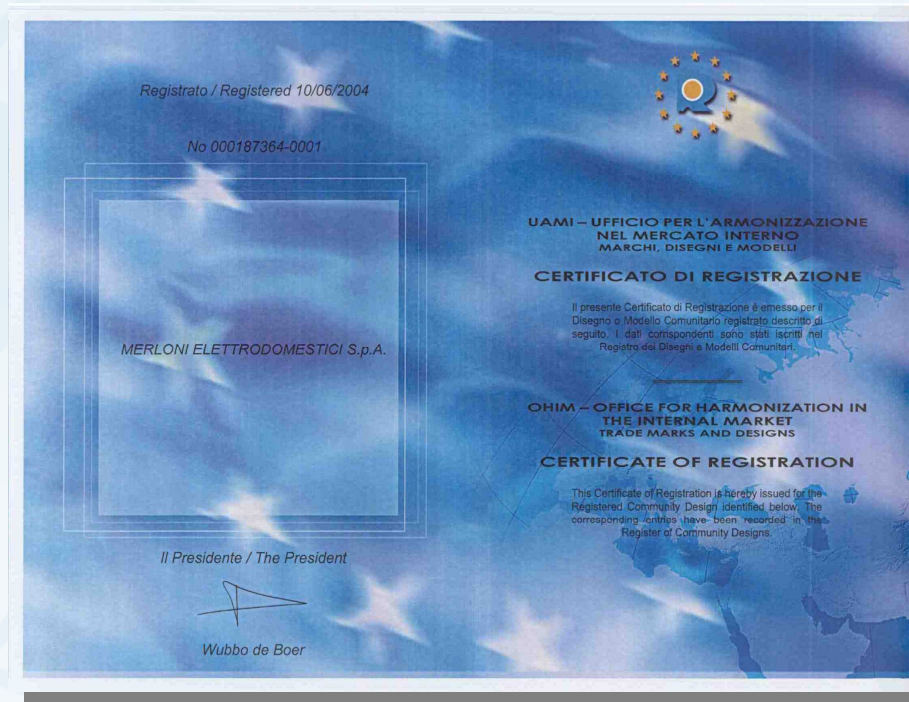 Registrato / Registered 10/06/2004
No 000187364-0001
MERLONI ELETTRODOMESTICI S.p.A.
Il Presidente / The President
Wubbo de Boer
R
UAMI – UFFICIO PER L'ARMONIZZAZIONE
NEL MERCATO INTERNO
MARCHI, DISEGNI E MODELLI
CERTIFICATO DI REGISTRAZIONE
Il presente Certificato di Registrazione è emesso per il
Disegno o Modello Comunitario registrato descritto di
seguito. I dati corrispondenti sono stati iscritti nel
Registro dei Disegni e Modelli Comunitari.
OHIM – OFFICE FOR HARMONIZATION IN
THE INTERNAL MARKET
TRADE MARKS AND DESIGNS
CERTIFICATE OF REGISTRATION
This Certificate of Registration is hereby issued for the
Registered Community Design identified below. The
corresponding entries have been recorded in the
Register of Community Designs.